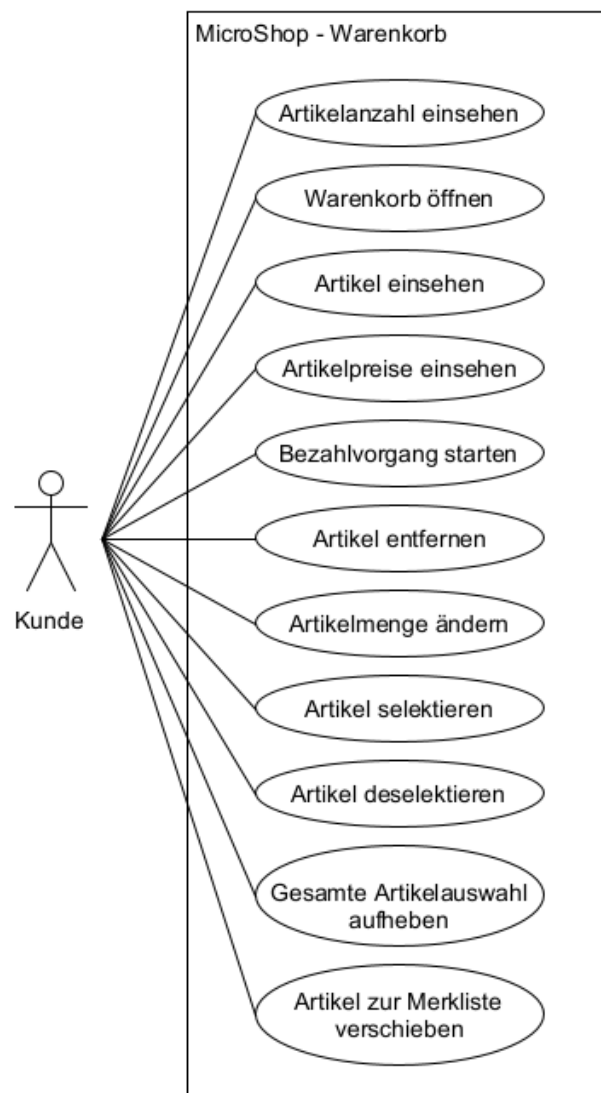 MicroShop - Warenkorb
Artikelanzahl einsehen
Warenkorb öffnen
Artikel einsehen
Artikelpreise einsehen
Bezahlvorgang starten
Artikel entfernen
Kunde
Artikelmenge ändern
Artikel selektieren
Artikel deselektieren
Gesamte Artikelauswahl
aufheben
Artikel zur Merkliste
verschieben